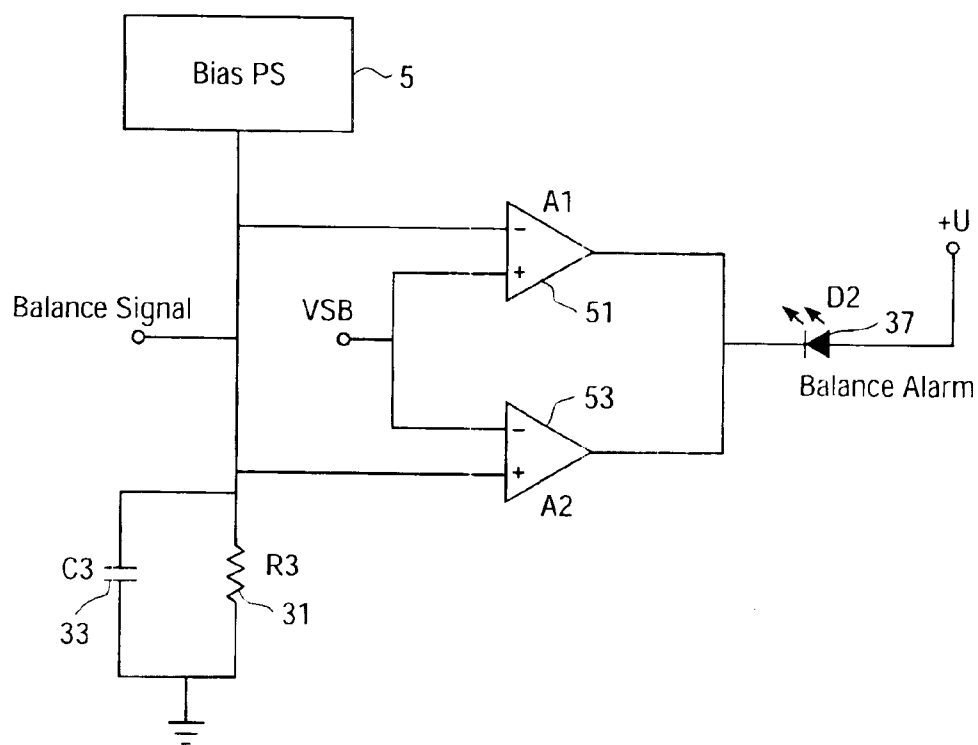 Bias PS
5
A1
−
+
51
+U
Balance Signal
VSB
D2
37
Balance Alarm
53
−
+
A2
C3
33
R3
31